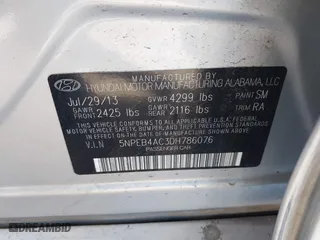 MANUFACTURED BY
HYUNDAI MOTOR MANUFACTURING ALABAMA, LLC
Jul/29/13 GVWR 4299 lbs PAINT SM
GAWR FRONT 2425 lbs GAWR REAR 2116 lbs TRIM RA
THIS VEHICLE CONFORMS TO ALL APPLICABLE FEDERAL
MOTOR VEHICLE SAFETY, BUMPER, AND THEFT PREVENTION
STANDARDS IN EFFECT ON THE DATE OF MANUFACTURE
SHOWN ABOVE.
V.I.N 5NPEB4AC3DH786076
PASSENGER CAR